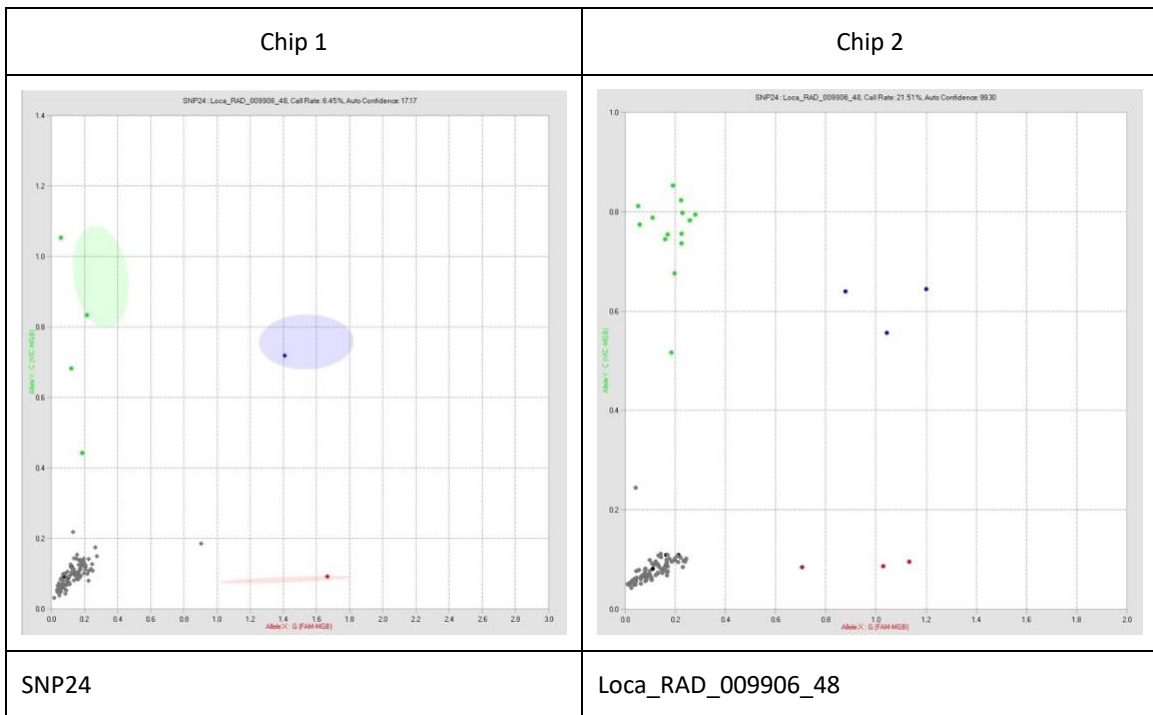 Chip 1
Chip 2
SNP24 : Loca_RAD_009906_48, Call Rate: 6.45%, Auto Confidence: 17.17
1.4
1.2
1.0
0.8
0.6
0.4
0.2
0.0
Allele Y : C (VIC-MGB)
0.0 0.2 0.4 0.6 0.8 1.0 1.2 1.4 1.6 1.8 2.0 2.2 2.4 2.6 2.8 3.0
Allele X : G (FAM-MGB)
SNP24 : Loca_RAD_009906_48, Call Rate: 21.51%, Auto Confidence: 99.30
1.0
0.8
0.6
0.4
0.2
0.0
Allele Y : C (VIC-MGB)
0.0 0.2 0.4 0.6 0.8 1.0 1.2 1.4 1.6 1.8 2.0
Allele X : G (FAM-MGB)
SNP24
Loca_RAD_009906_48